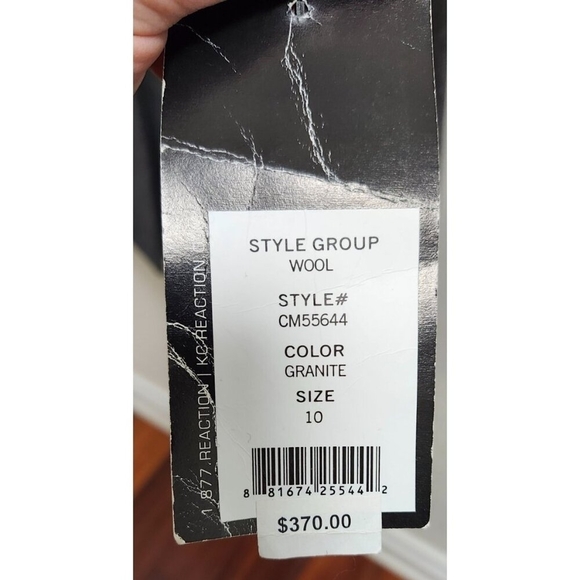 STYLE GROUP
WOOL
STYLE#
CM55644
COLOR
GRANITE
SIZE
10
8 81674 25544 2
$370.00
1.877.REACTION | KC-REACTION